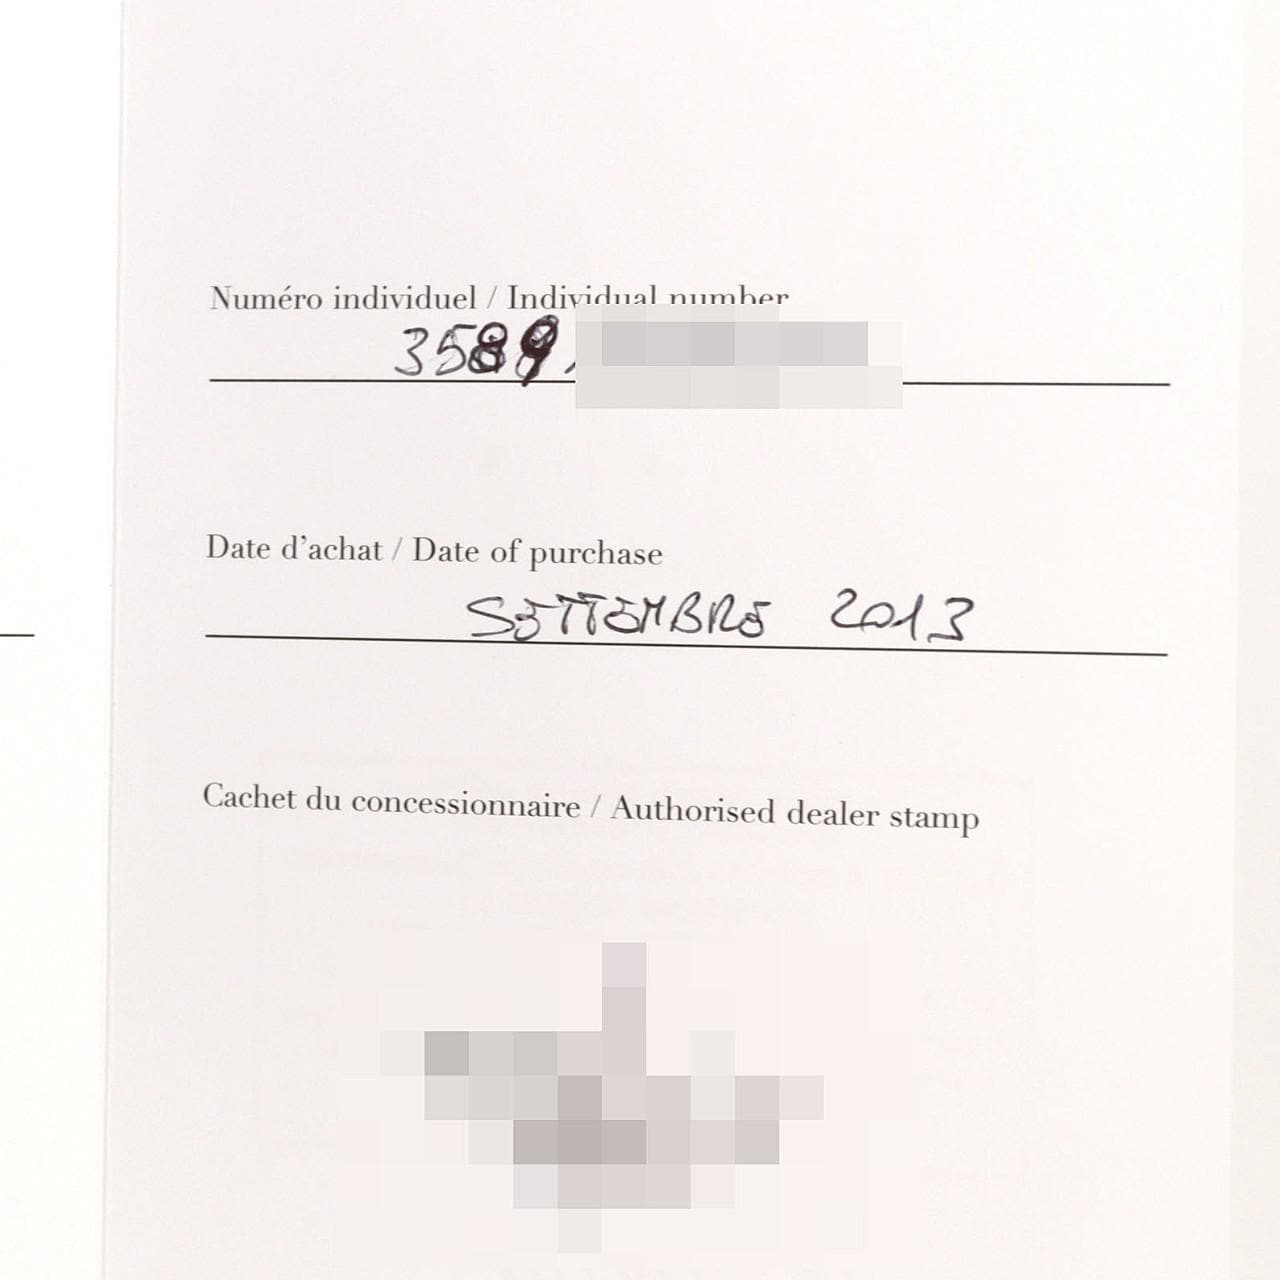 Numéro individuel / Individual number
3589
Date d'achat / Date of purchase
SETTEMBRE 2013
Cachet du concessionnaire / Authorised dealer stamp